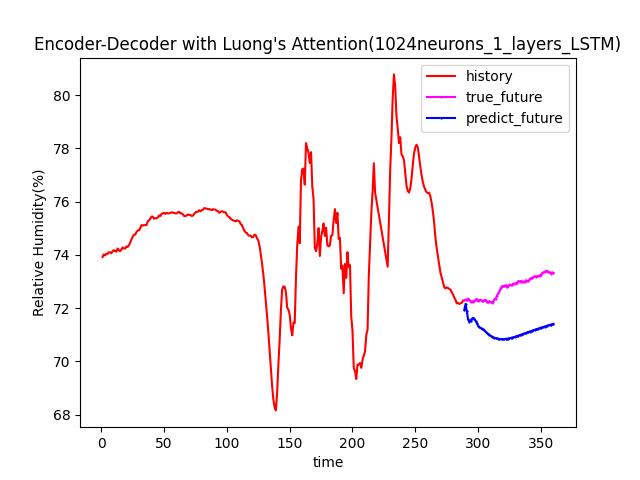 Encoder-Decoder with Luong's Attention(1024neurons_1_layers_LSTM)
history
true_future
predict_future
Relative Humidity(%)
80
78
76
74
72
70
68
0 50 100 150 200 250 300 350
time